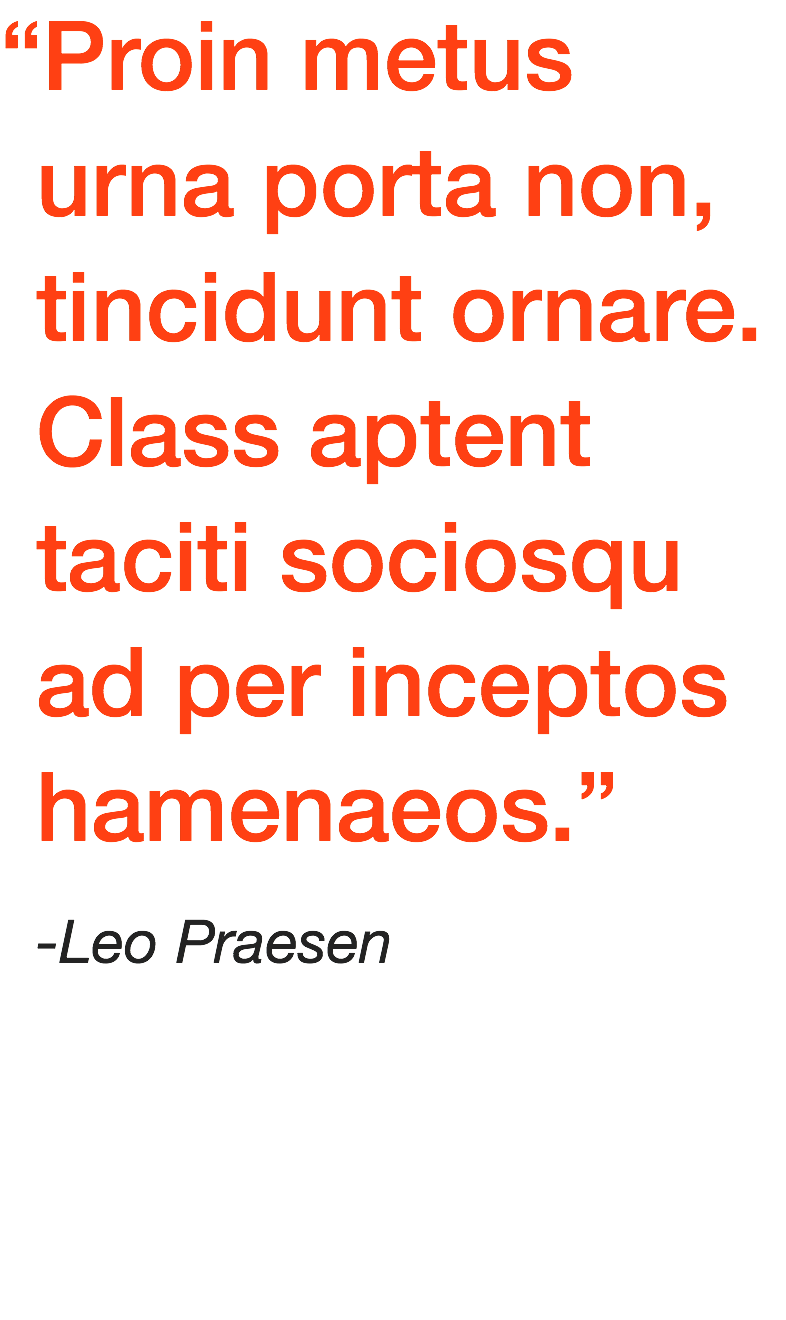 “Proin metus
urna porta non,
tincidunt ornare.
Class aptent
taciti sociosqu
ad per inceptos
hamenaeos.”
-Leo Praesen